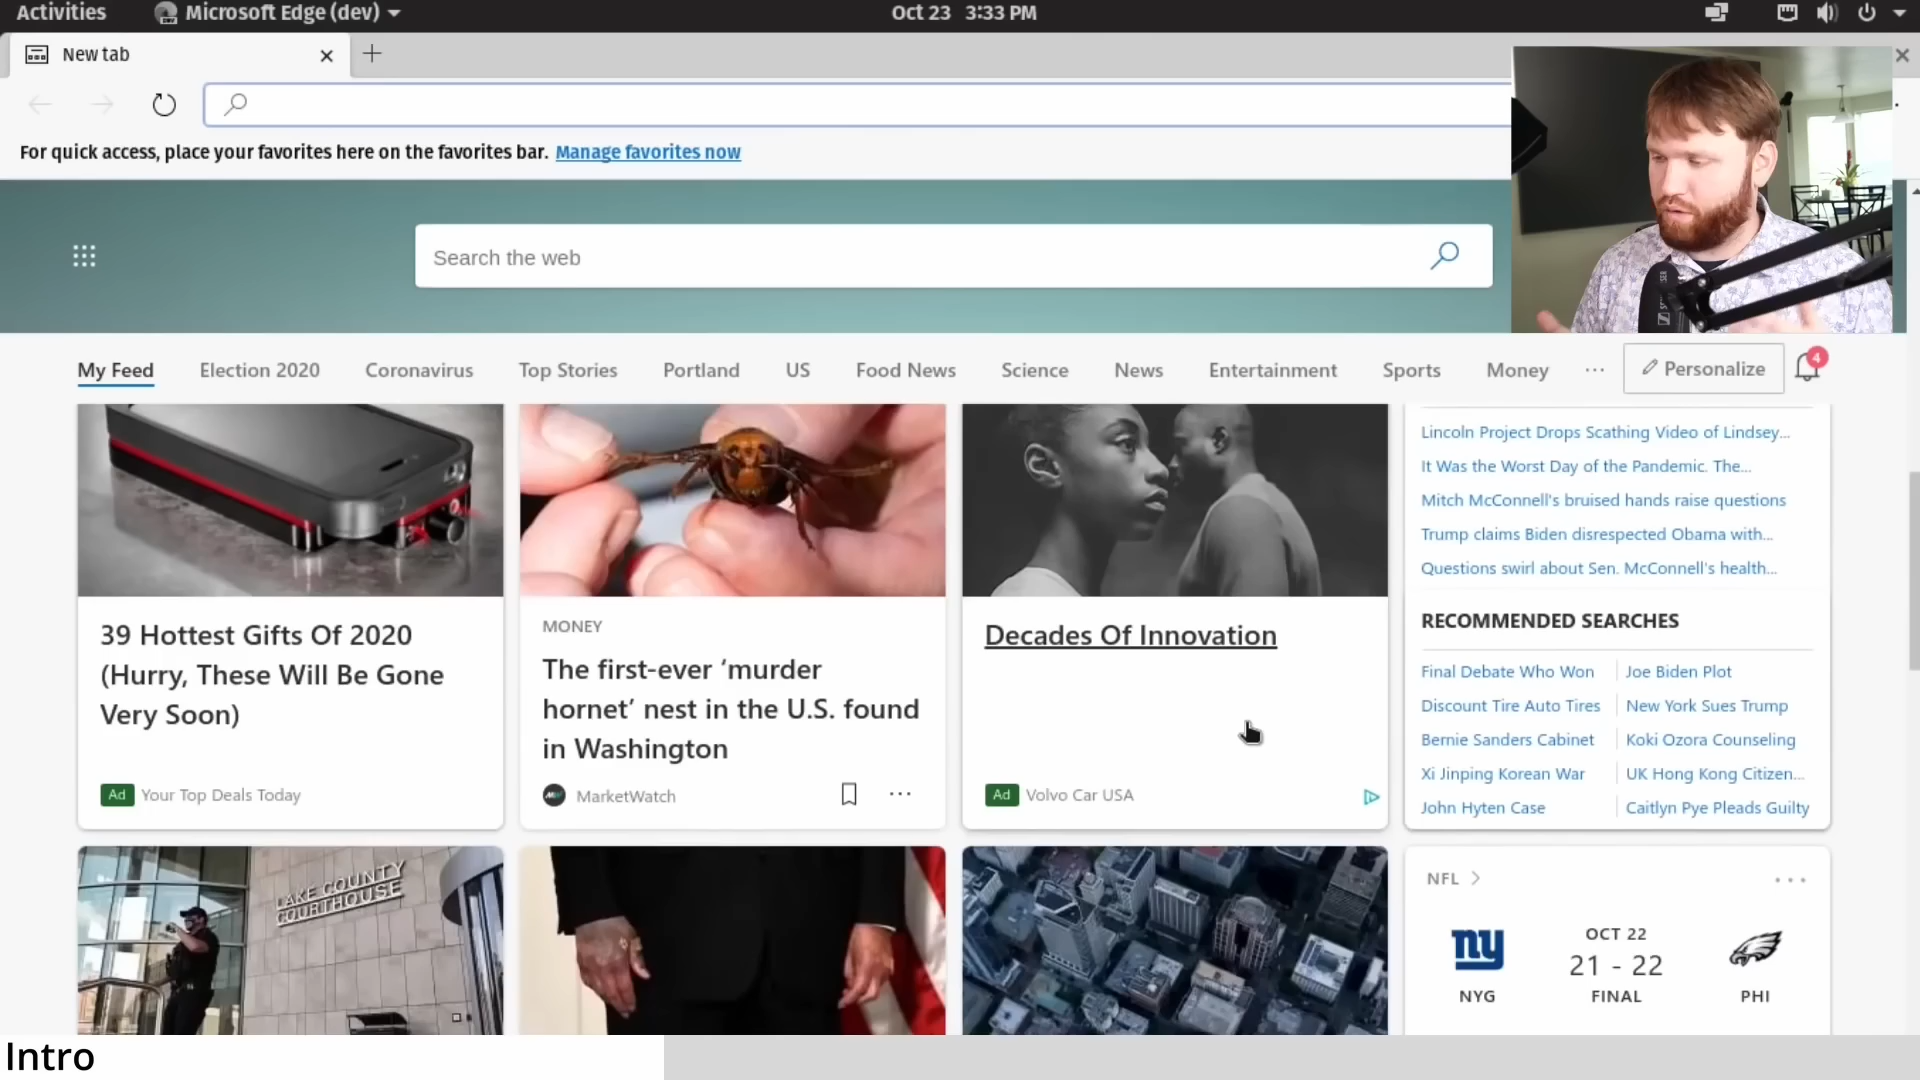 Activities
Microsoft Edge (dev)
Oct 23 3:33 PM
New tab
For quick access, place your favorites here on the favorites bar. Manage favorites now
Search the web
My Feed
Election 2020
Coronavirus
Top Stories
Portland
US
Food News
Science
News
Entertainment
Sports
Money
Personalize
4
39 Hottest Gifts Of 2020
(Hurry, These Will Be Gone
Very Soon)
Ad Your Top Deals Today
MONEY
The first-ever ‘murder
hornet’ nest in the U.S. found
in Washington
MarketWatch
Decades Of Innovation
Ad Volvo Car USA
Lincoln Project Drops Scathing Video of Lindsey...
It Was the Worst Day of the Pandemic. The...
Mitch McConnell's bruised hands raise questions
Trump claims Biden disrespected Obama with...
Questions swirl about Sen. McConnell's health...
RECOMMENDED SEARCHES
Final Debate Who Won
Joe Biden Plot
Discount Tire Auto Tires
New York Sues Trump
Bernie Sanders Cabinet
Koki Ozora Counseling
Xi Jinping Korean War
UK Hong Kong Citizen...
John Hyten Case
Caitlyn Pye Pleads Guilty
LAKE COUNTY
COURTHOUSE
NFL
ny
OCT 22
21 - 22
FINAL
NYG
PHI
Intro